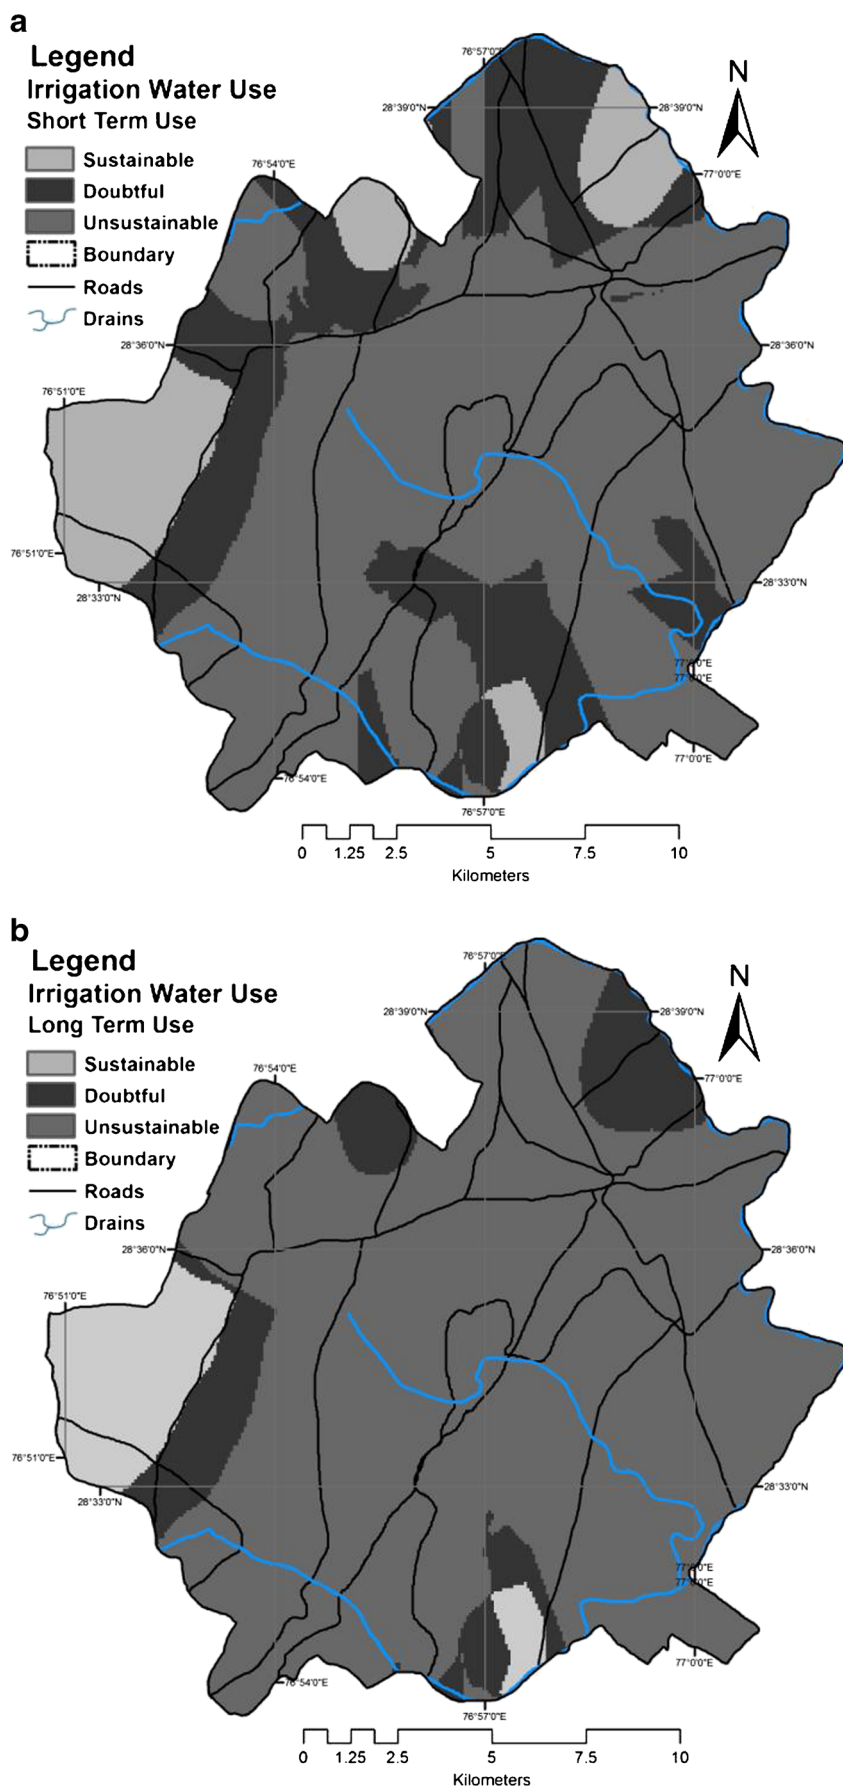 a
Legend
Irrigation Water Use
Short Term Use
Sustainable
Doubtful
Unsustainable
Boundary
Roads
Drains
N
76°57'0"E
28°39'0"N
28°39'0"N
76°54'0"E
77°0'0"E
28°36'0"N
28°36'0"N
76°51'0"E
76°51'0"E
28°33'0"N
28°33'0"N
77°0'0"E
76°54'0"E
76°57'0"E
0 1.25 2.5 5 7.5 10
Kilometers
b
Legend
Irrigation Water Use
Long Term Use
Sustainable
Doubtful
Unsustainable
Boundary
Roads
Drains
N
76°57'0"E
28°39'0"N
28°39'0"N
76°54'0"E
77°0'0"E
28°36'0"N
28°36'0"N
76°51'0"E
76°51'0"E
28°33'0"N
28°33'0"N
77°0'0"E
76°54'0"E
76°57'0"E
0 1.25 2.5 5 7.5 10
Kilometers